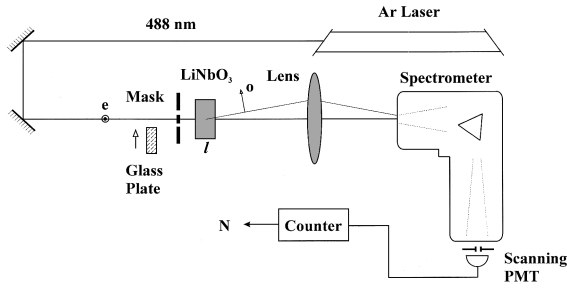 Ar Laser
488 nm
LiNbO₃
Lens
Spectrometer
Mask
o
e
l
Glass
Plate
N
Counter
Scanning
PMT